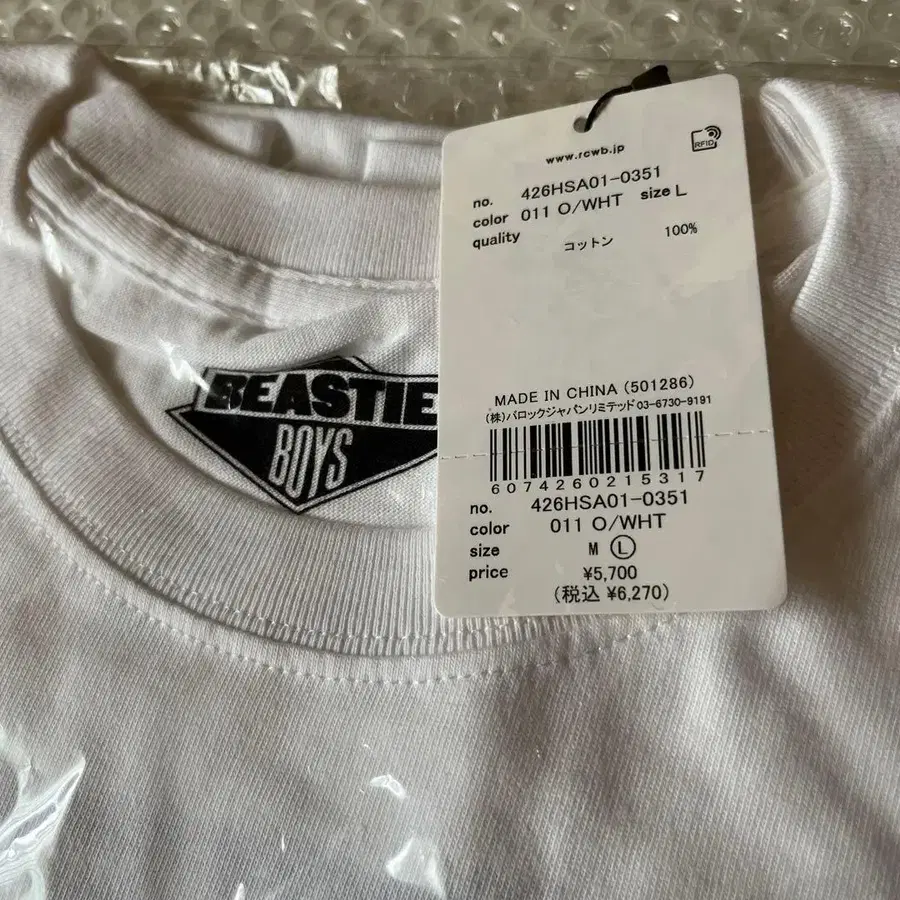 BEASTIE
BOYS
www.rcwb.jp
RFID
no. 426HSA01-0351
color 011 O/WHT size L
quality コットン 100%
MADE IN CHINA (501286)
(株)バロックジャパンリミテッド03-6730-9191
6074260215317
no. 426HSA01-0351
color 011 O/WHT
size M L
price ¥5,700
(税込 ¥6,270)